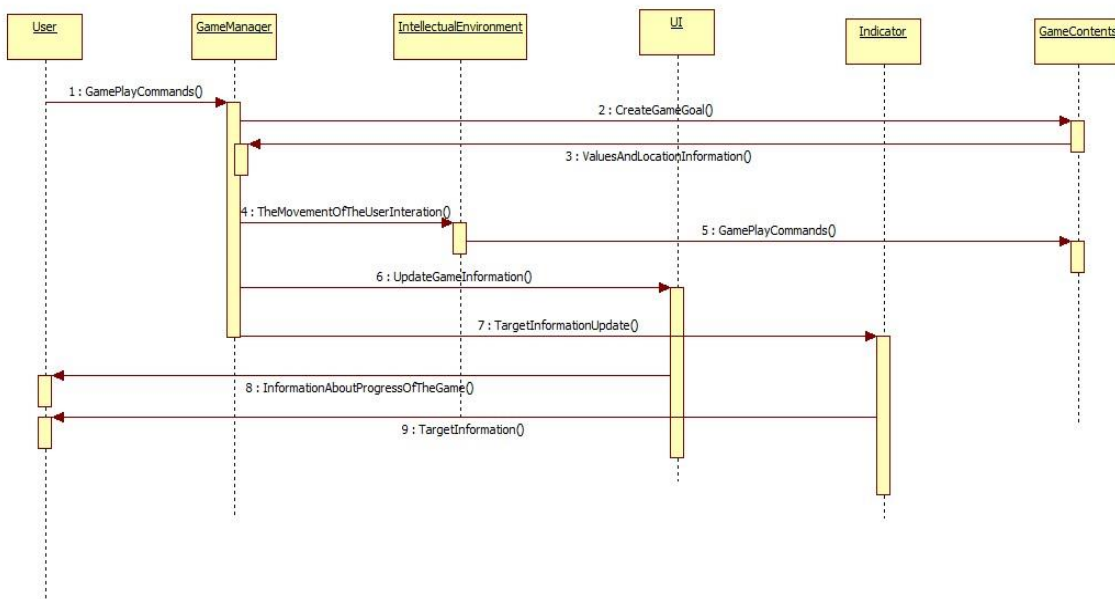 User
GameManager
IntellectualEnvironment
UI
Indicator
GameContents
1 : GamePlayCommands()
2 : CreateGameGoal()
3 : ValuesAndLocationInformation()
4 : TheMovementOfTheUserInteration()
5 : GamePlayCommands()
6 : UpdateGameInformation()
7 : TargetInformationUpdate()
8 : InformationAboutProgressOfTheGame()
9 : TargetInformation()